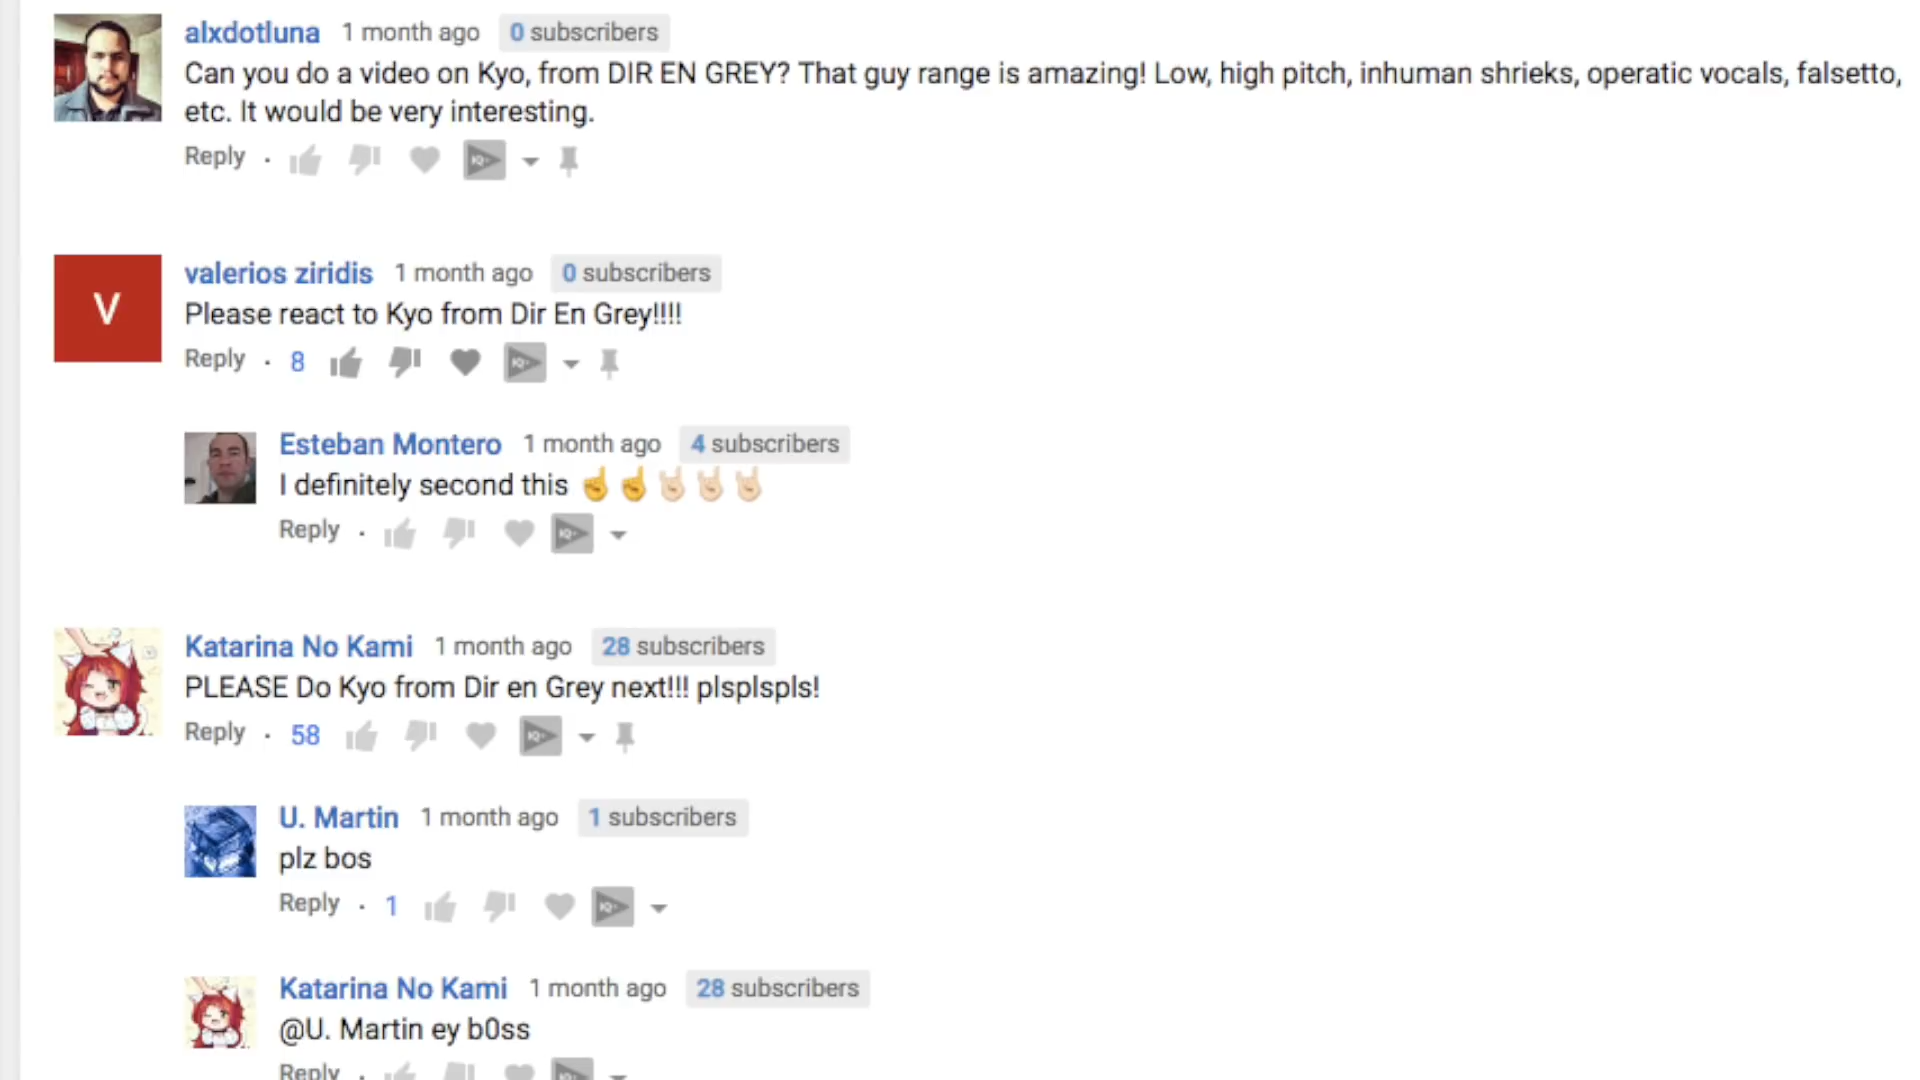 alxdotluna 1 month ago 0 subscribers
Can you do a video on Kyo, from DIR EN GREY? That guy range is amazing! Low, high pitch, inhuman shrieks, operatic vocals, falsetto,
etc. It would be very interesting.
Reply ·
V
valerios ziridis 1 month ago 0 subscribers
Please react to Kyo from Dir En Grey!!!!
Reply · 8
Esteban Montero 1 month ago 4 subscribers
I definitely second this ☝️☝️🤘🏻🤘🏻🤘🏻
Reply ·
Katarina No Kami 1 month ago 28 subscribers
PLEASE Do Kyo from Dir en Grey next!!! plsplspls!
Reply · 58
U. Martin 1 month ago 1 subscribers
plz bos
Reply · 1
Katarina No Kami 1 month ago 28 subscribers
@U. Martin ey b0ss
Reply ·